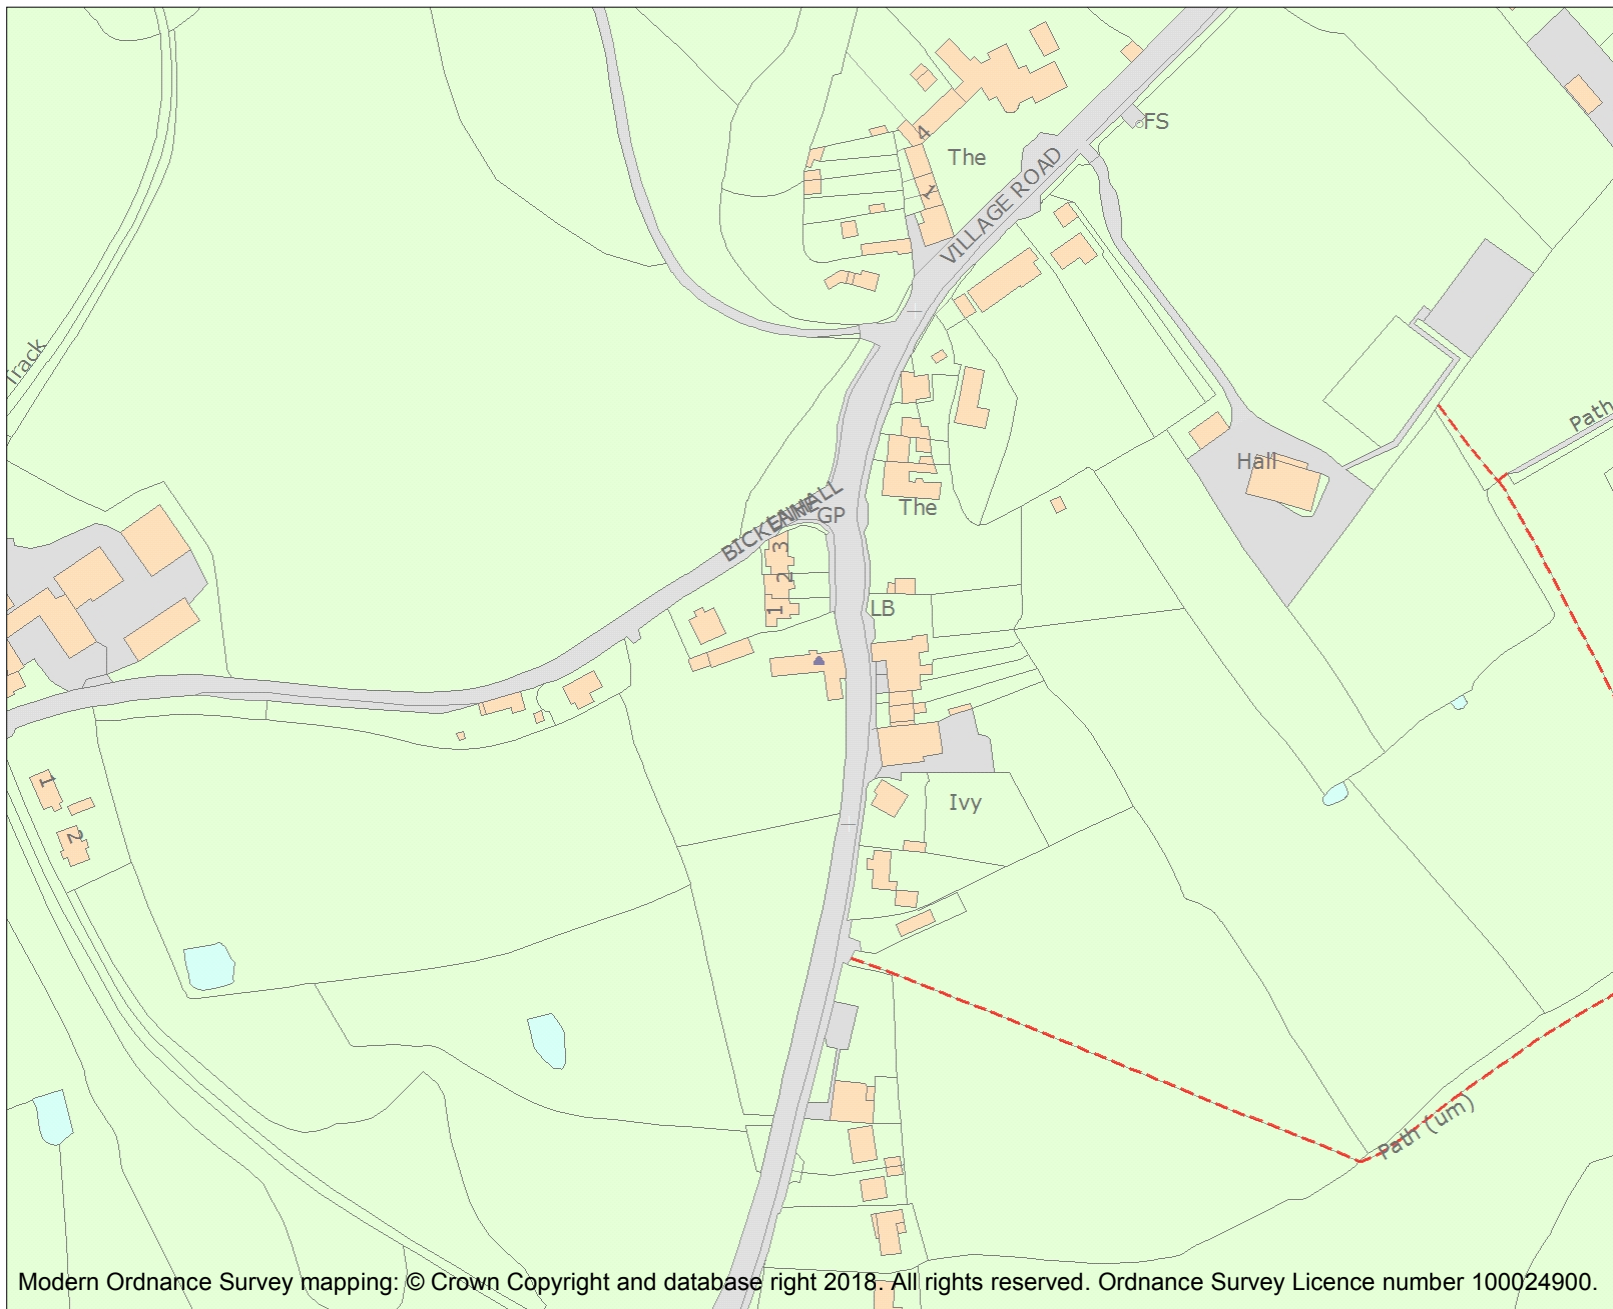 FS
4
The
1
VILLAGE ROAD
Track
Path
Hall
The
GP
BICKENHALL
LANE
3
2
1
LB
1
2
Ivy
Path (um)
Modern Ordnance Survey mapping: © Crown Copyright and database right 2018. All rights reserved. Ordnance Survey Licence number 100024900.